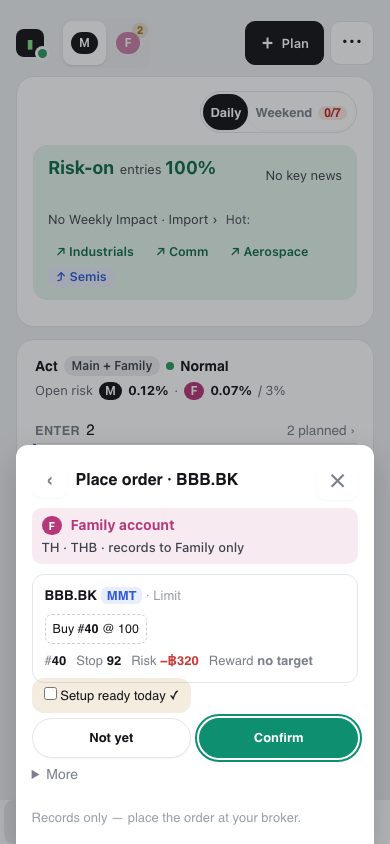 M F 2 + Plan •••
Daily Weekend 0/7
Risk-on entries 100% No key news
No Weekly Impact · Import › Hot:
↗ Industrials ↗ Comm ↗ Aerospace
⤴ Semis
Act Main + Family Normal
Open risk M 0.12% · F 0.07% / 3%
ENTER 2 2 planned ›
‹ Place order · BBB.BK ✕
F Family account
TH · THB · records to Family only
BBB.BK MMT · Limit
Buy #40 @ 100
#40 Stop 92 Risk −฿320 Reward no target
Setup ready today ✓
Not yet Confirm
▶ More
Records only — place the order at your broker.